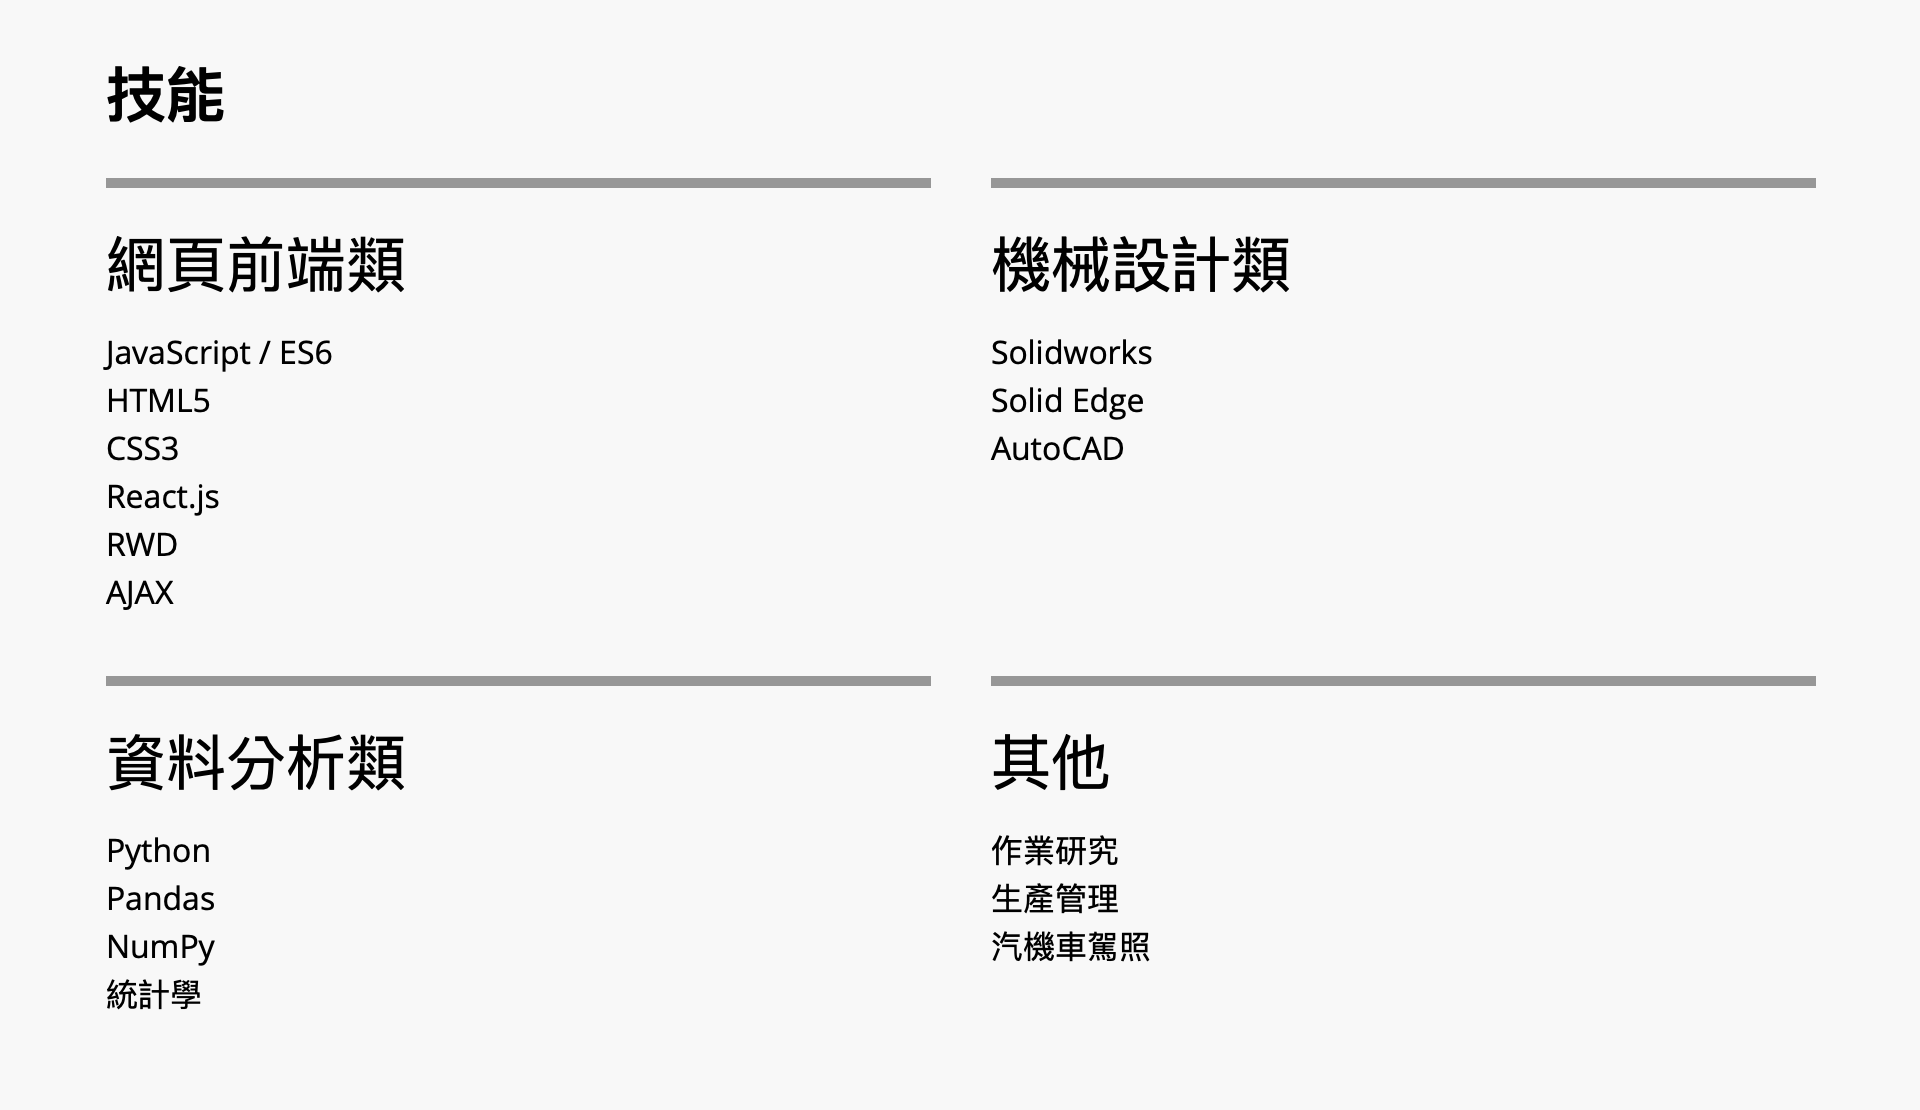 技能
網頁前端類
JavaScript / ES6
HTML5
CSS3
React.js
RWD
AJAX
機械設計類
Solidworks
Solid Edge
AutoCAD
資料分析類
Python
Pandas
NumPy
統計學
其他
作業研究
生產管理
汽機車駕照